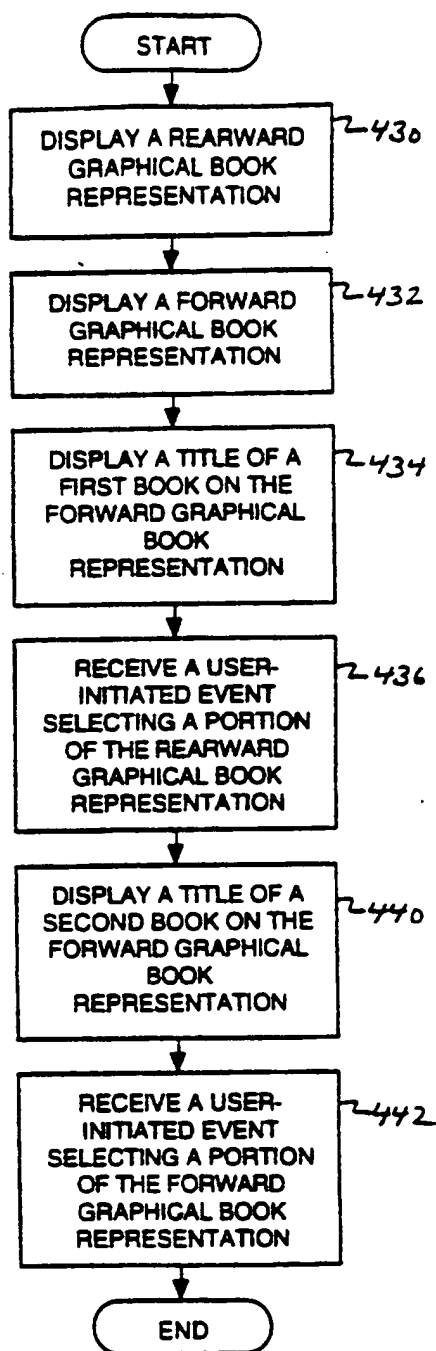 START
DISPLAY A REARWARD
GRAPHICAL BOOK
REPRESENTATION
430
DISPLAY A FORWARD
GRAPHICAL BOOK
REPRESENTATION
432
DISPLAY A TITLE OF A
FIRST BOOK ON THE
FORWARD GRAPHICAL
BOOK
REPRESENTATION
434
RECEIVE A USER-
INITIATED EVENT
SELECTING A PORTION
OF THE REARWARD
GRAPHICAL BOOK
REPRESENTATION
436
DISPLAY A TITLE OF A
SECOND BOOK ON THE
FORWARD GRAPHICAL
BOOK
REPRESENTATION
440
RECEIVE A USER-
INITIATED EVENT
SELECTING A PORTION
OF THE FORWARD
GRAPHICAL BOOK
REPRESENTATION
442
END